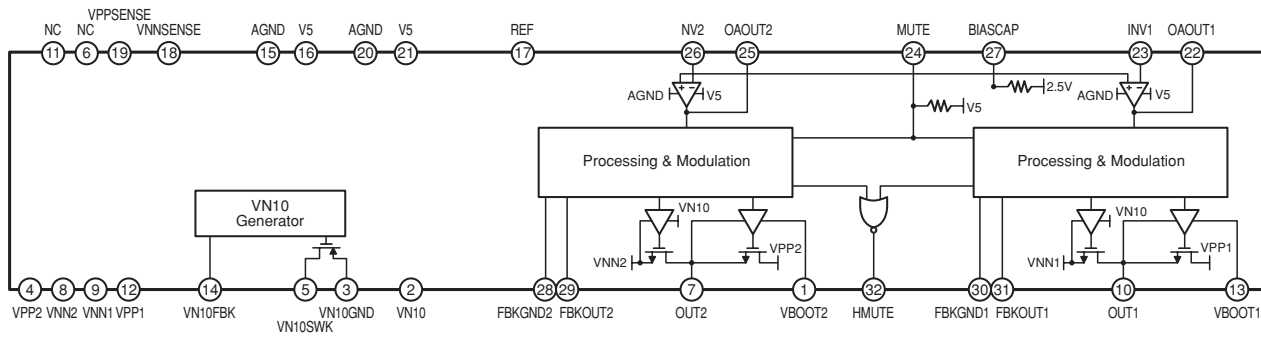 VPPSENSE
NC NC VNNSENSE AGND V5 AGND V5 REF NV2 OAOUT2 MUTE BIASCAP INV1 OAOUT1
11 6 19 18 15 16 20 21 17 26 25 24 27 23 22
+ - + -
AGND V5 2.5V AGND V5
V5
Processing & Modulation Processing & Modulation
VN10
Generator
VN10 VN10
VPP2 VPP1
VNN2 VNN1
4 8 9 12 14 5 3 2 28 29 7 1 32 30 31 10 13
VPP2 VNN2 VNN1 VPP1 VN10FBK VN10GND VN10 FBKGND2 FBKOUT2 OUT2 VBOOT2 HMUTE FBKGND1 FBKOUT1 OUT1 VBOOT1
VN10SWK